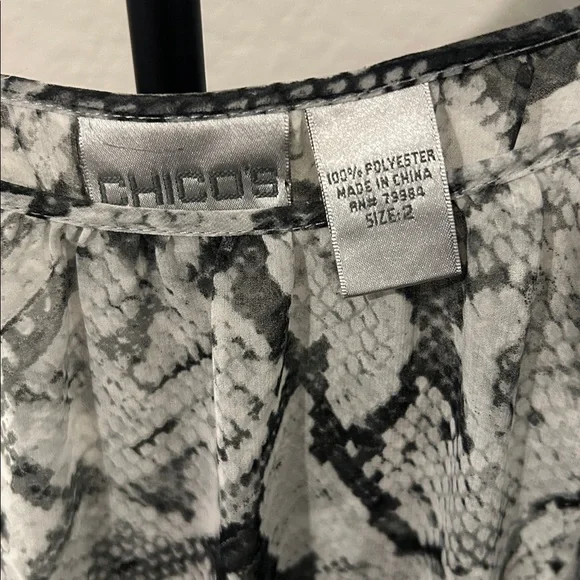 CHICO'S
100% POLYESTER
MADE IN CHINA
RN# 79984
SIZE: 2